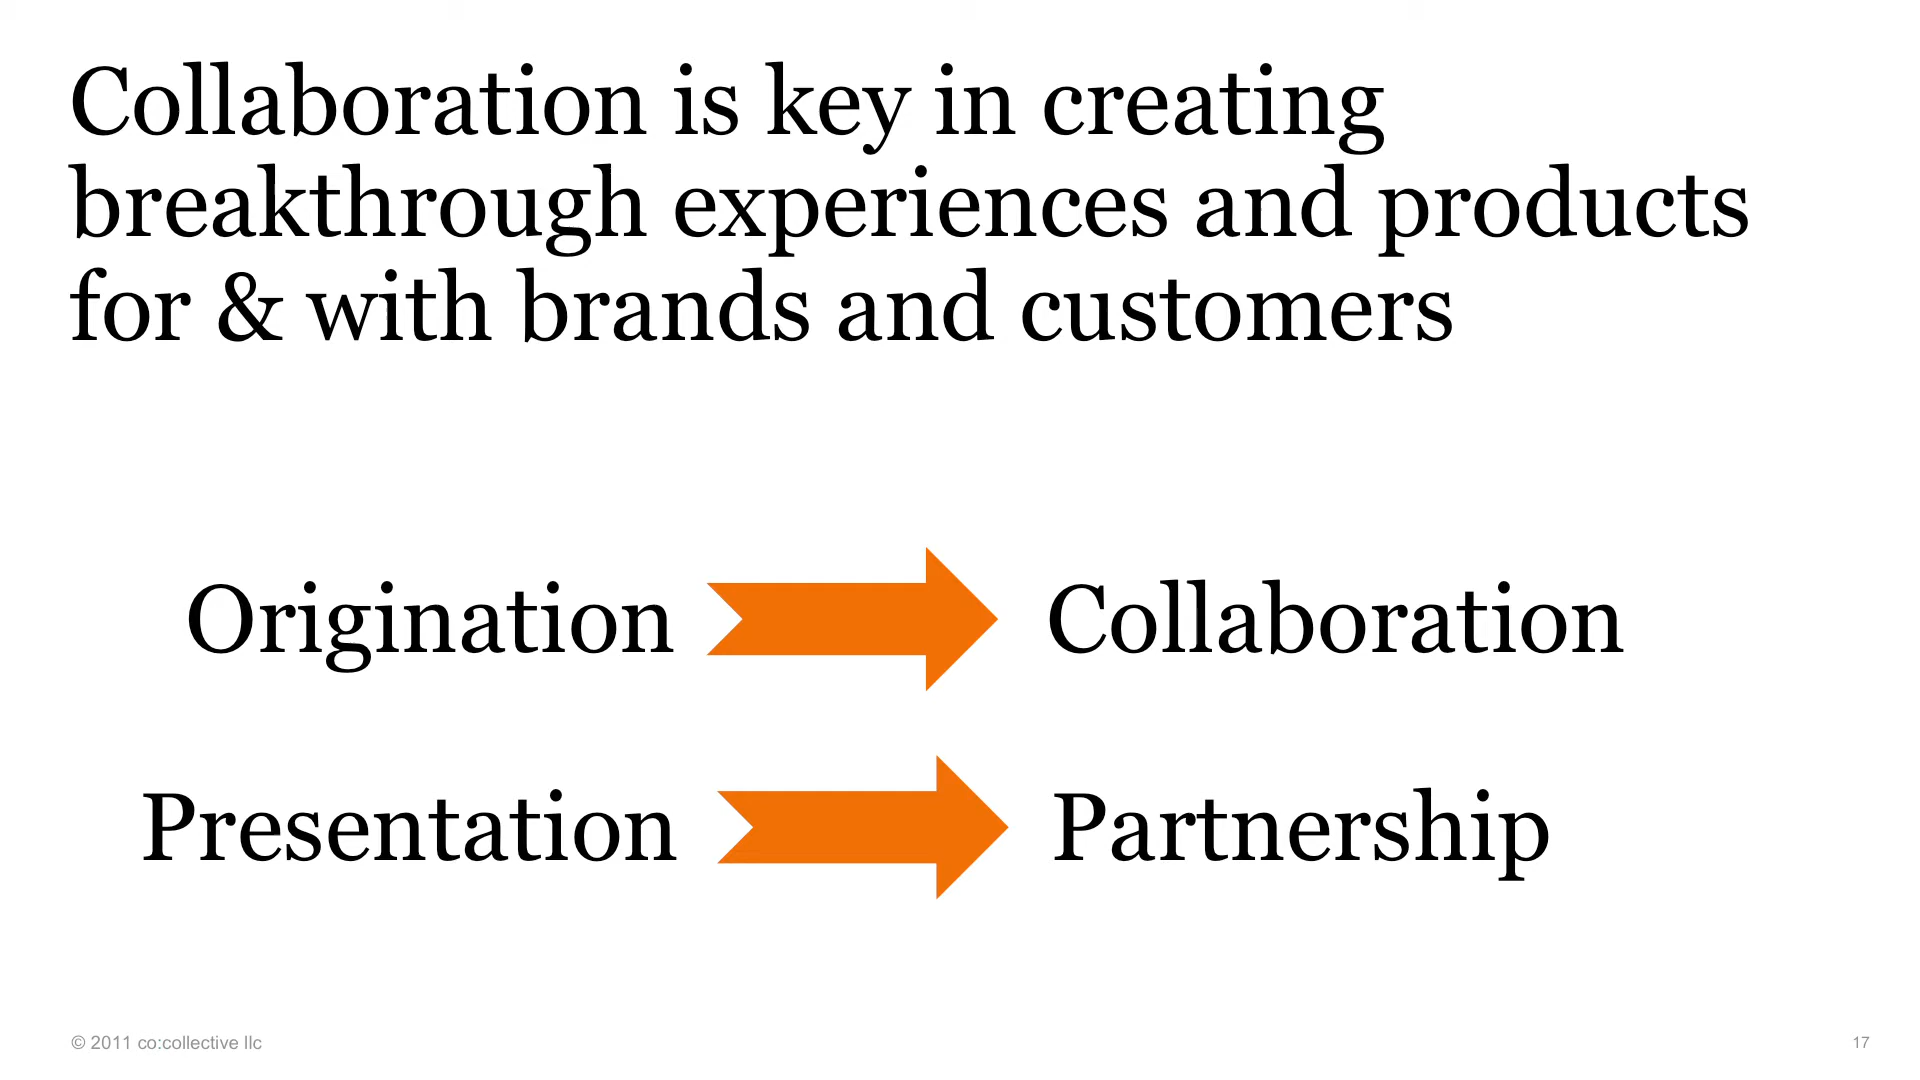 Collaboration is key in creating
breakthrough experiences and products
for & with brands and customers
Origination Collaboration
Presentation Partnership
© 2011 co:collective llc 17